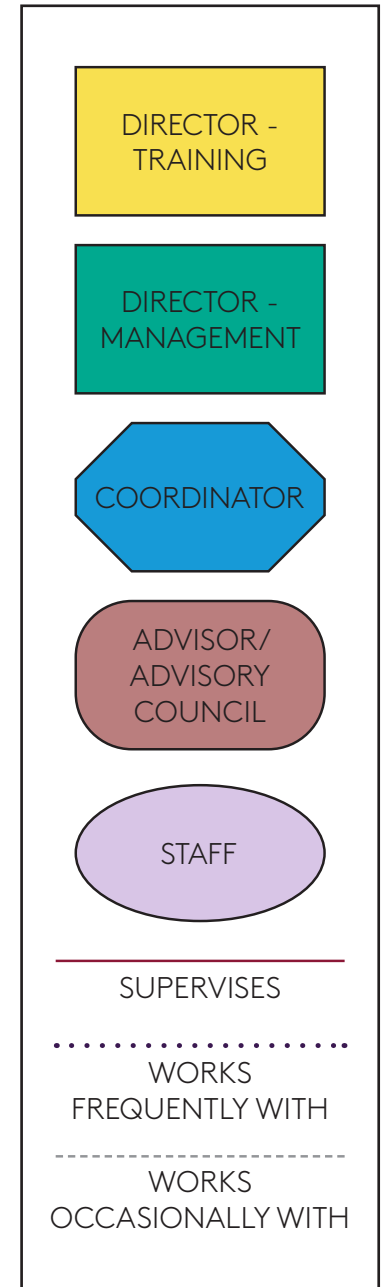 DIRECTOR -
TRAINING
DIRECTOR -
MANAGEMENT
COORDINATOR
ADVISOR/
ADVISORY
COUNCIL
STAFF
SUPERVISES
WORKS
FREQUENTLY WITH
WORKS
OCCASIONALLY WITH